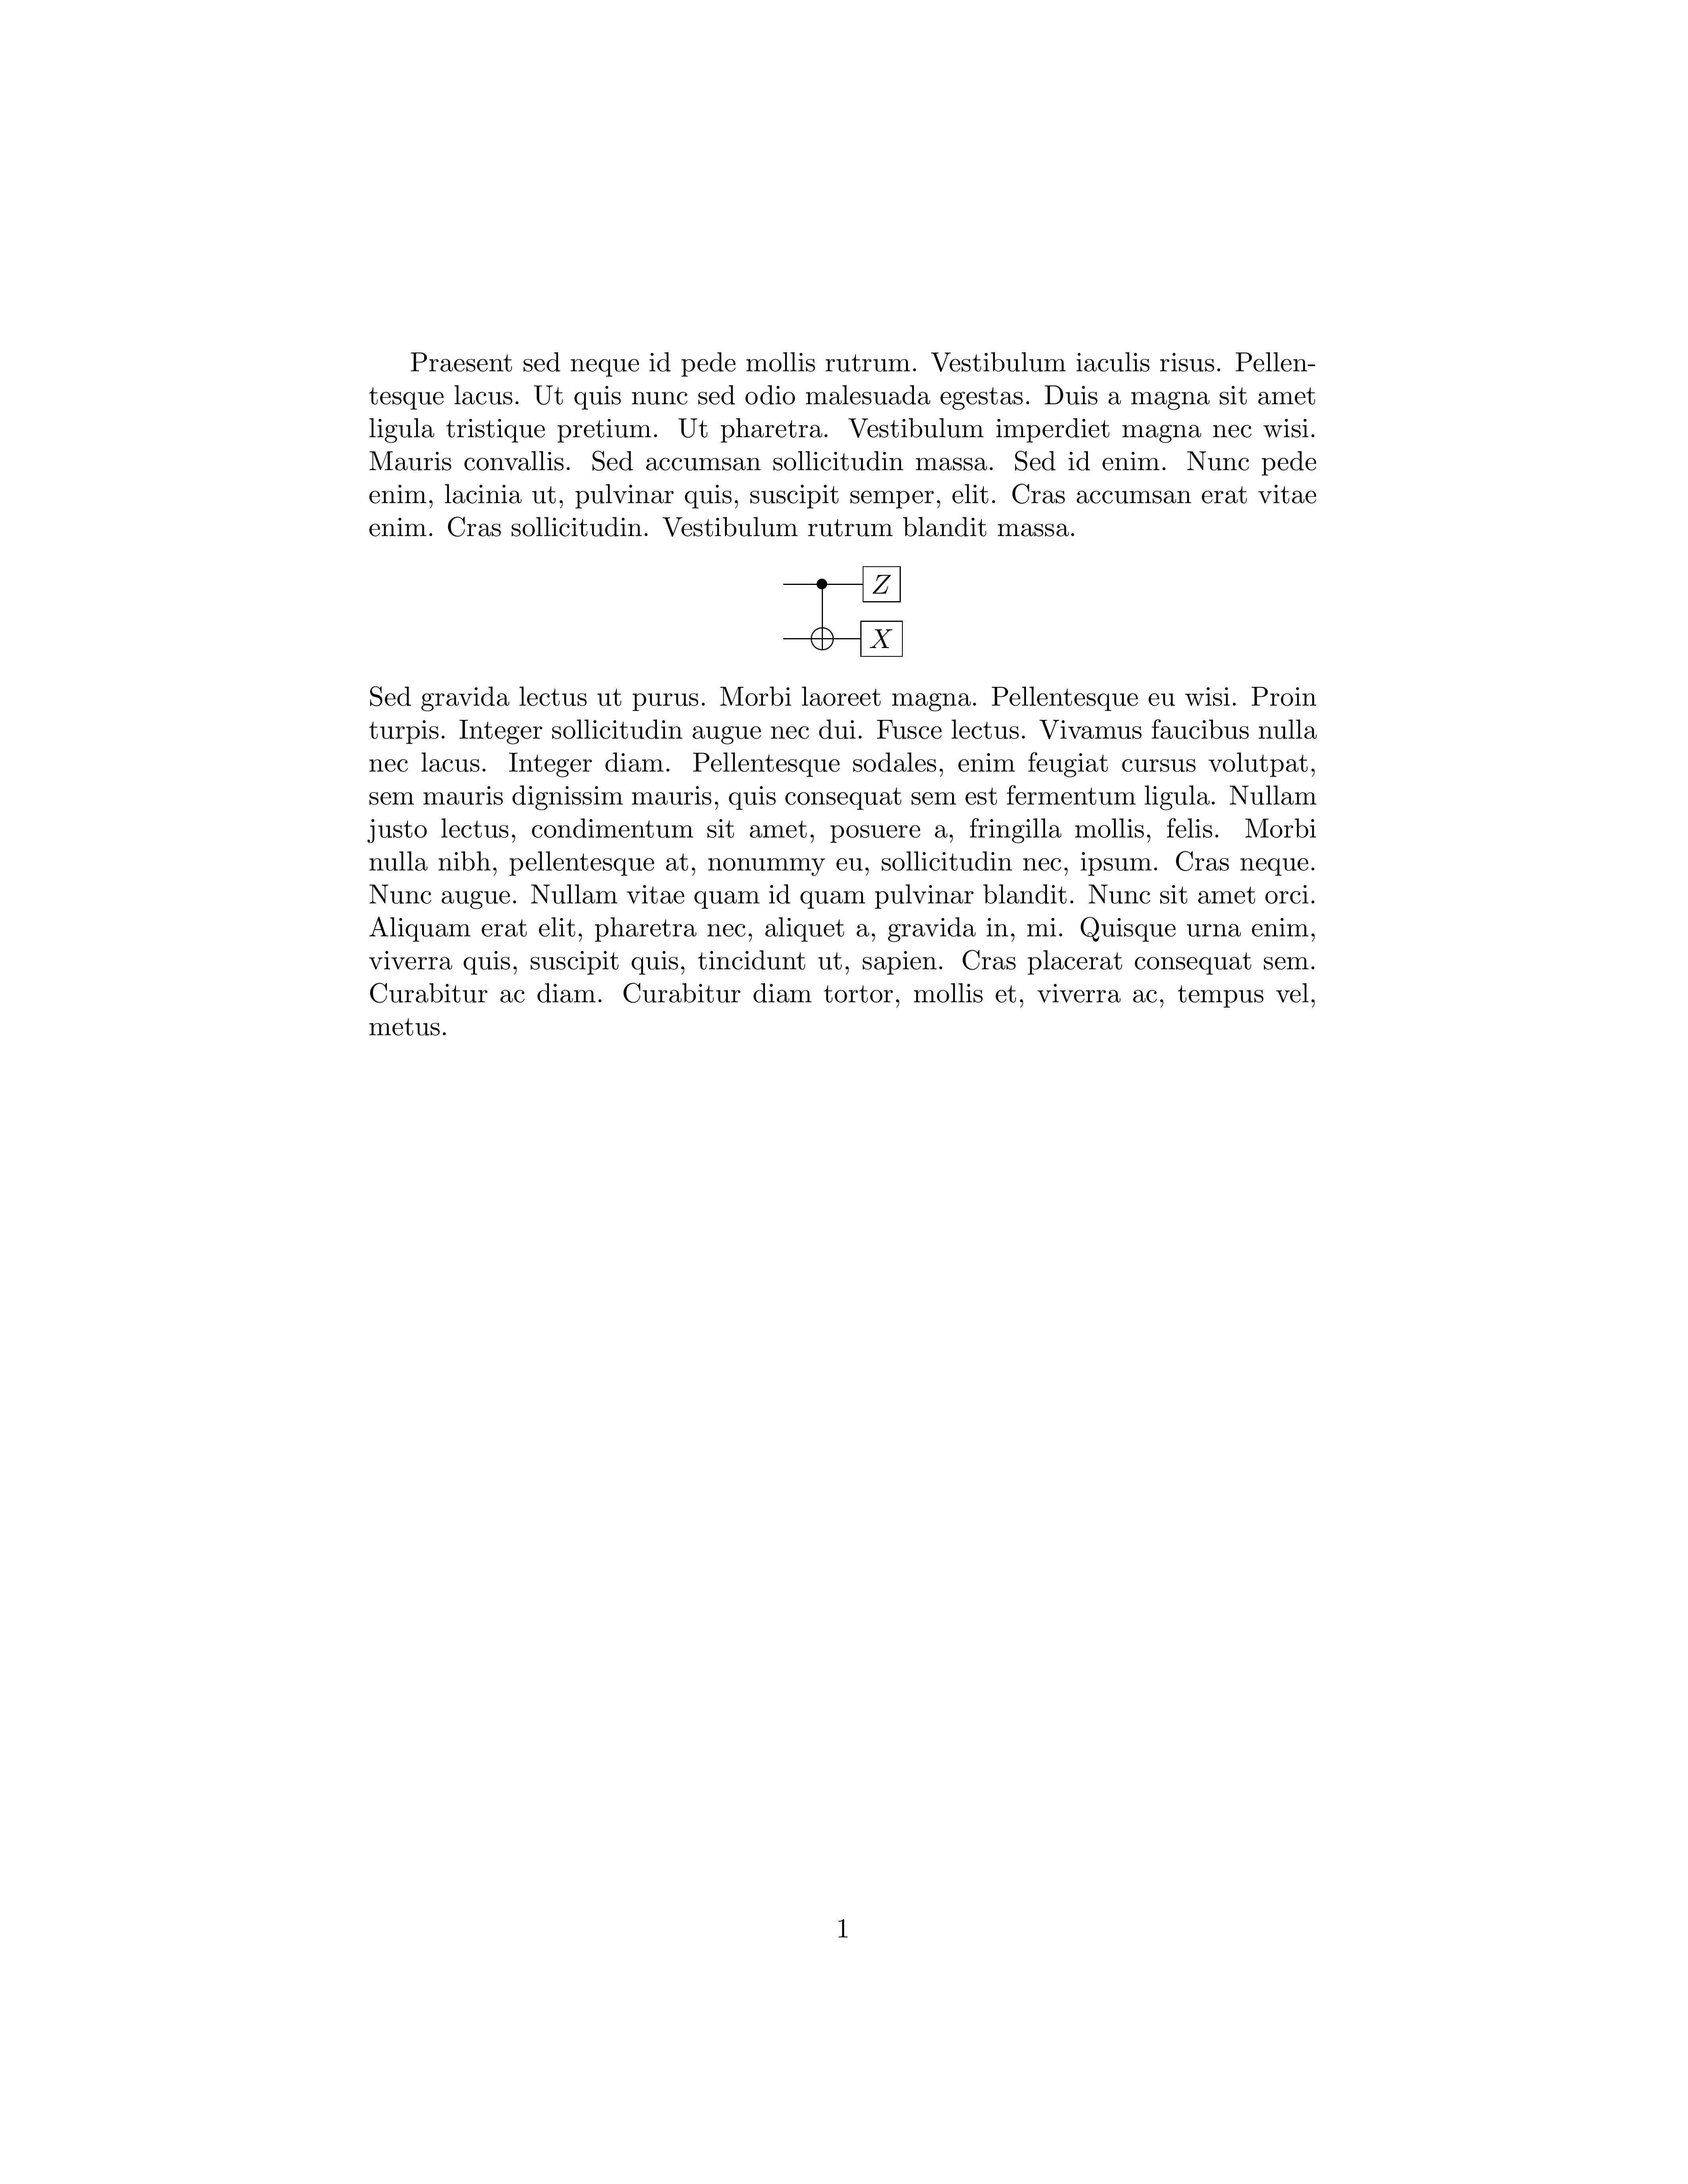 Praesent sed neque id pede mollis rutrum. Vestibulum iaculis risus. Pellen-
tesque lacus. Ut quis nunc sed odio malesuada egestas. Duis a magna sit amet
ligula tristique pretium. Ut pharetra. Vestibulum imperdiet magna nec wisi.
Mauris convallis. Sed accumsan sollicitudin massa. Sed id enim. Nunc pede
enim, lacinia ut, pulvinar quis, suscipit semper, elit. Cras accumsan erat vitae
enim. Cras sollicitudin. Vestibulum rutrum blandit massa.
Z
X
Sed gravida lectus ut purus. Morbi laoreet magna. Pellentesque eu wisi. Proin
turpis. Integer sollicitudin augue nec dui. Fusce lectus. Vivamus faucibus nulla
nec lacus. Integer diam. Pellentesque sodales, enim feugiat cursus volutpat,
sem mauris dignissim mauris, quis consequat sem est fermentum ligula. Nullam
justo lectus, condimentum sit amet, posuere a, fringilla mollis, felis. Morbi
nulla nibh, pellentesque at, nonummy eu, sollicitudin nec, ipsum. Cras neque.
Nunc augue. Nullam vitae quam id quam pulvinar blandit. Nunc sit amet orci.
Aliquam erat elit, pharetra nec, aliquet a, gravida in, mi. Quisque urna enim,
viverra quis, suscipit quis, tincidunt ut, sapien. Cras placerat consequat sem.
Curabitur ac diam. Curabitur diam tortor, mollis et, viverra ac, tempus vel,
metus.
1